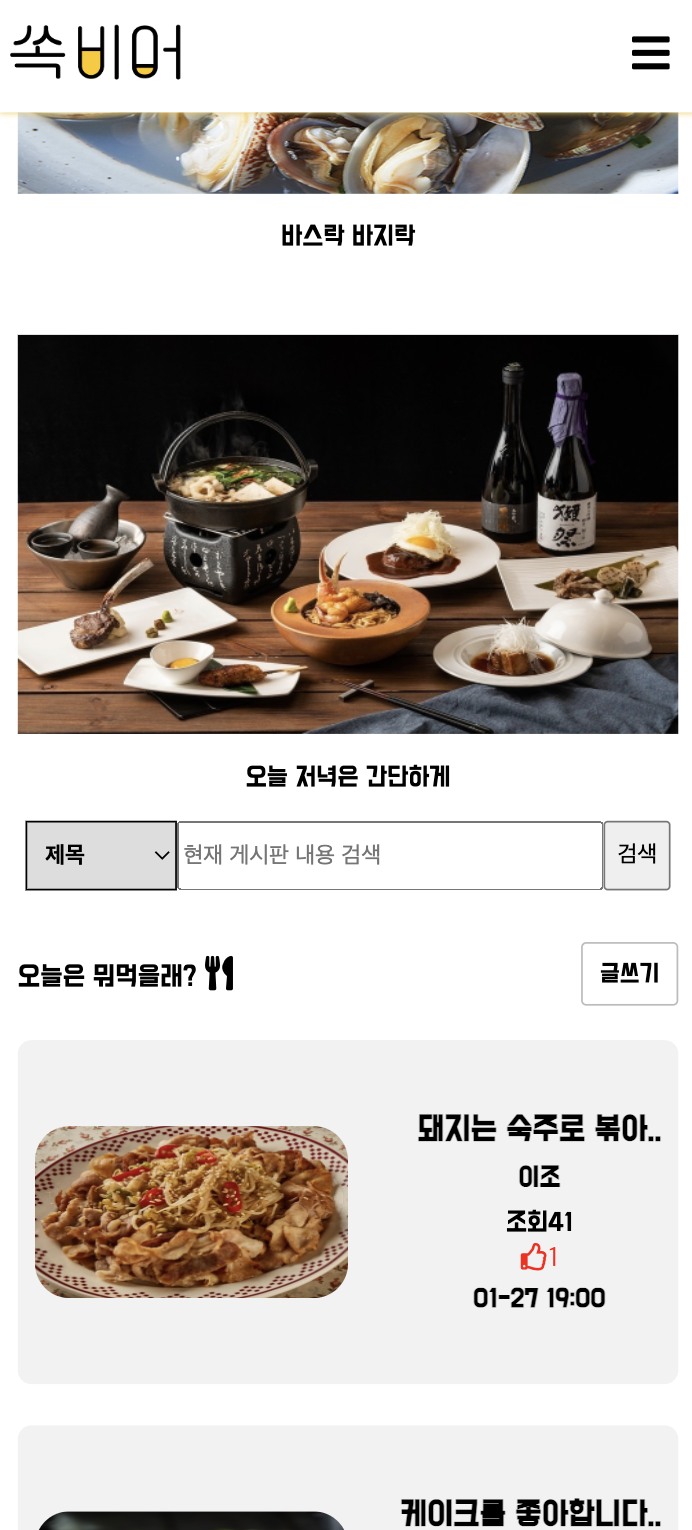 쏙비어
바스락 바지락
獺祭
오늘 저녁은 간단하게
제목
현재 게시판 내용 검색
검색
오늘은 뭐먹을래?
글쓰기
돼지는 숙주로 볶아..
이조
조회41
1
01-27 19:00
케이크를 좋아합니다..